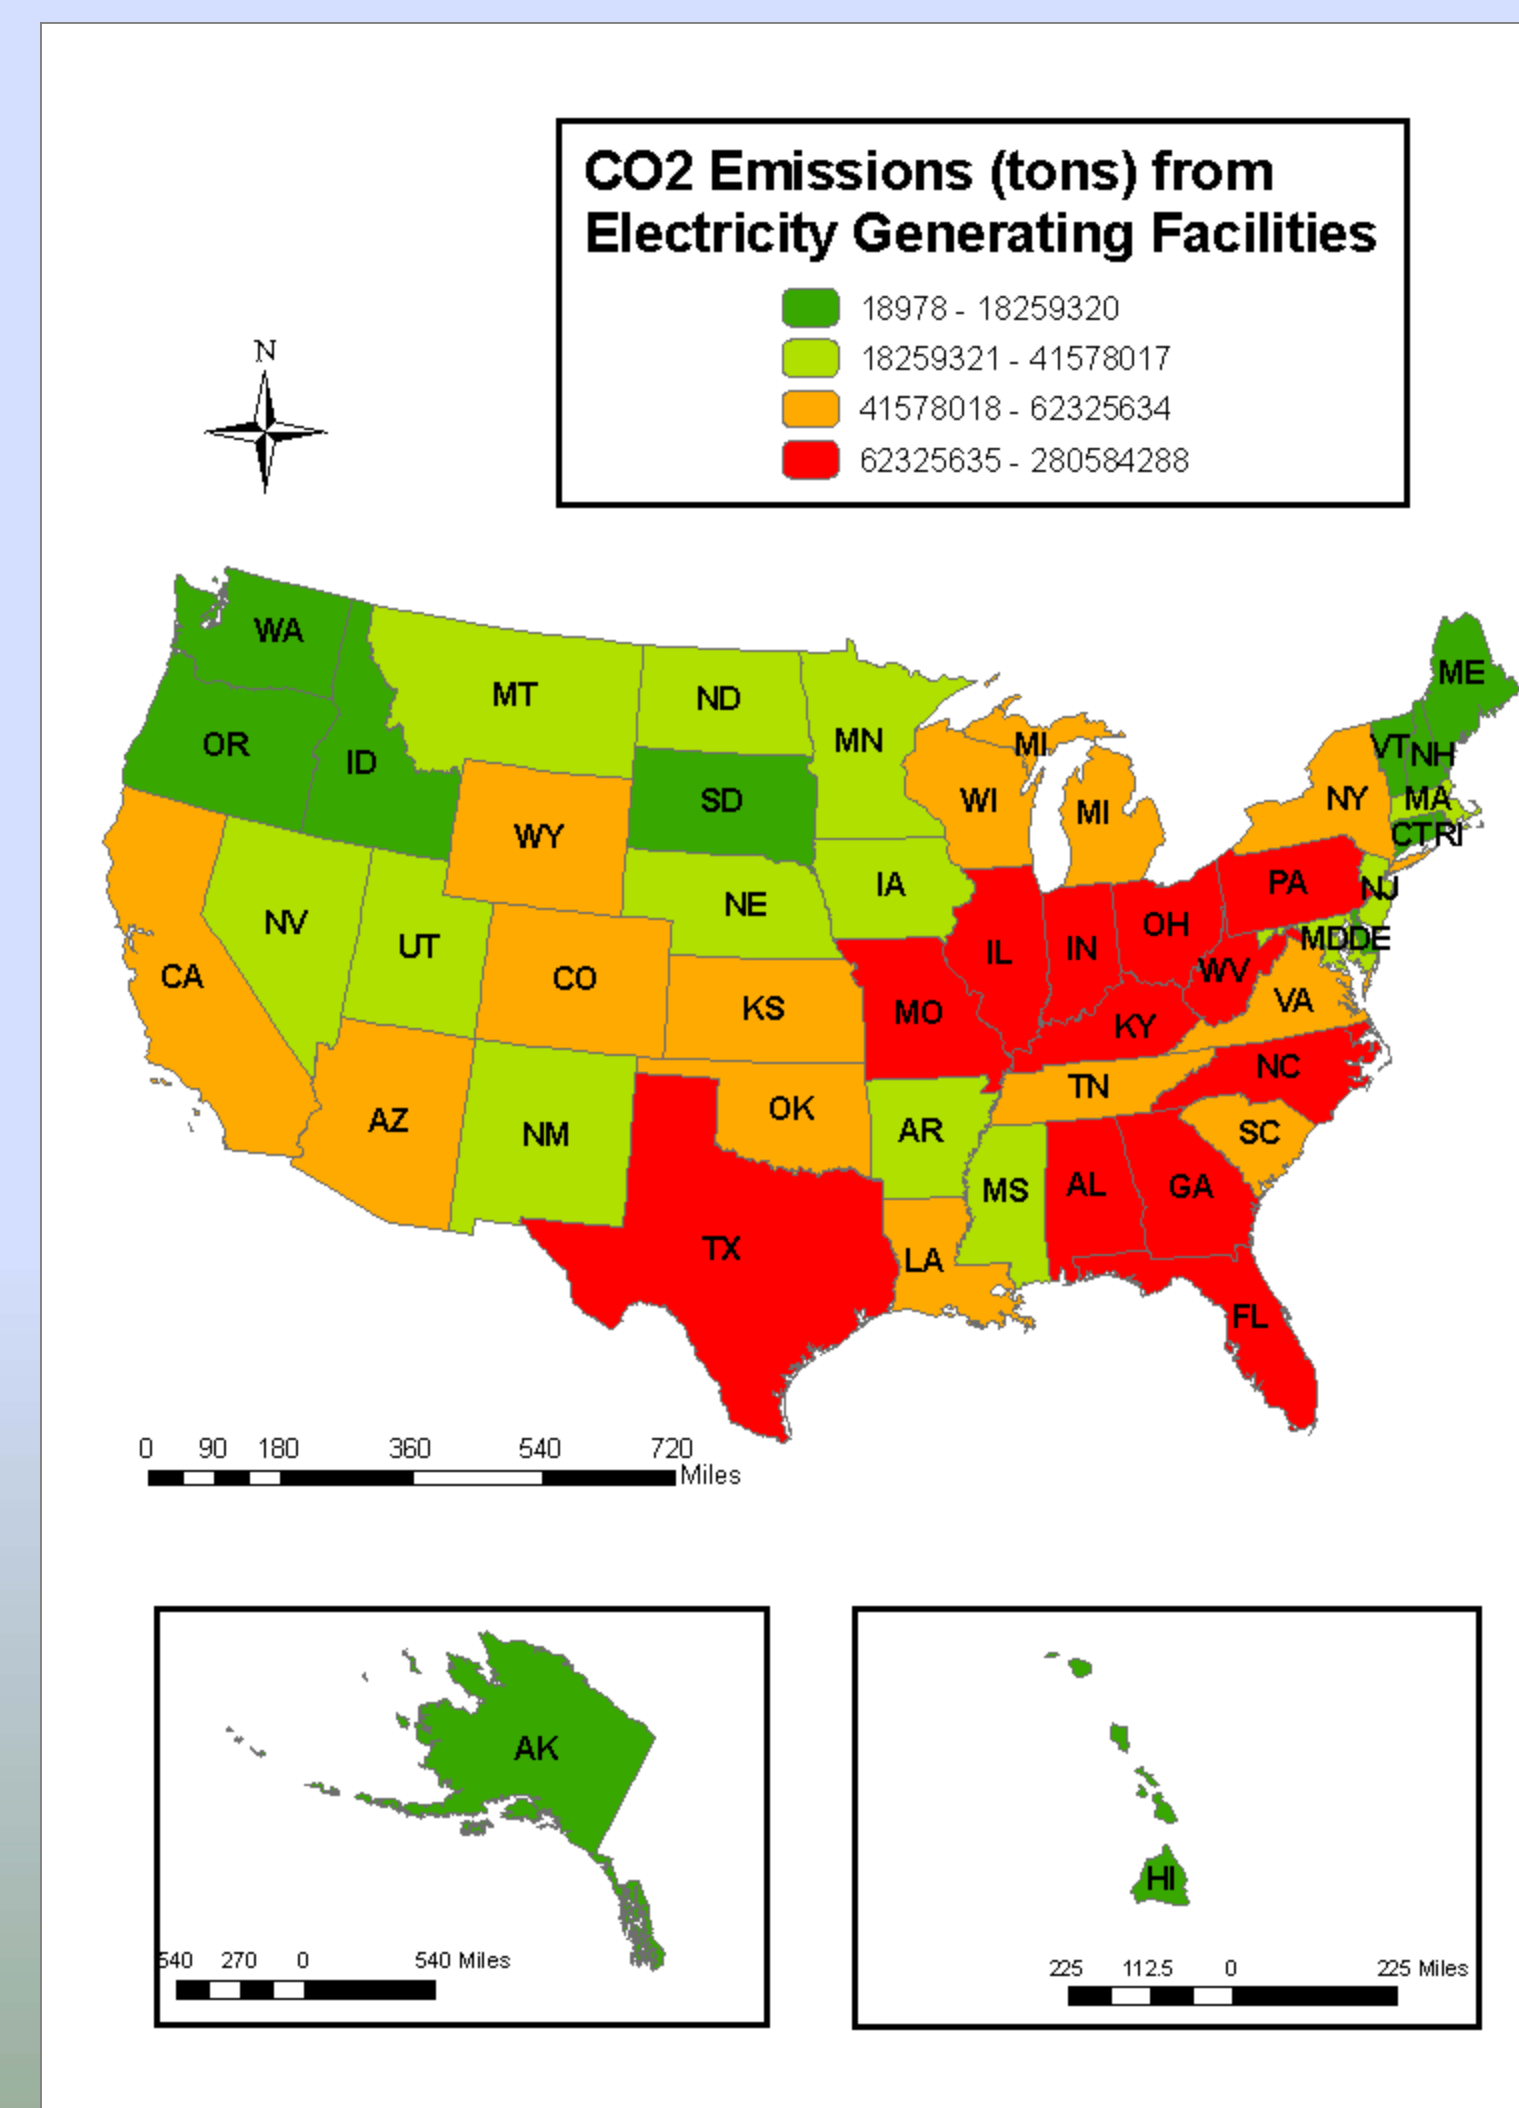 CO2 Emissions (tons) from
Electricity Generating Facilities
18978 - 18259320
18259321 - 41578017
41578018 - 62325634
62325635 - 280584288
N
WA
OR
ID
MT
ND
MN
SD
WY
NE
IA
WI
MI
MI
NY
VT
NH
ME
MA
CT
RI
PA
NJ
MD
DE
OH
IN
IL
WV
VA
KY
MO
KS
CO
UT
NV
CA
AZ
NM
OK
AR
TN
NC
SC
MS
AL
GA
TX
LA
FL
0 90 180 360 540 720
Miles
AK
540 270 0 540 Miles
HI
225 112.5 0 225 Miles